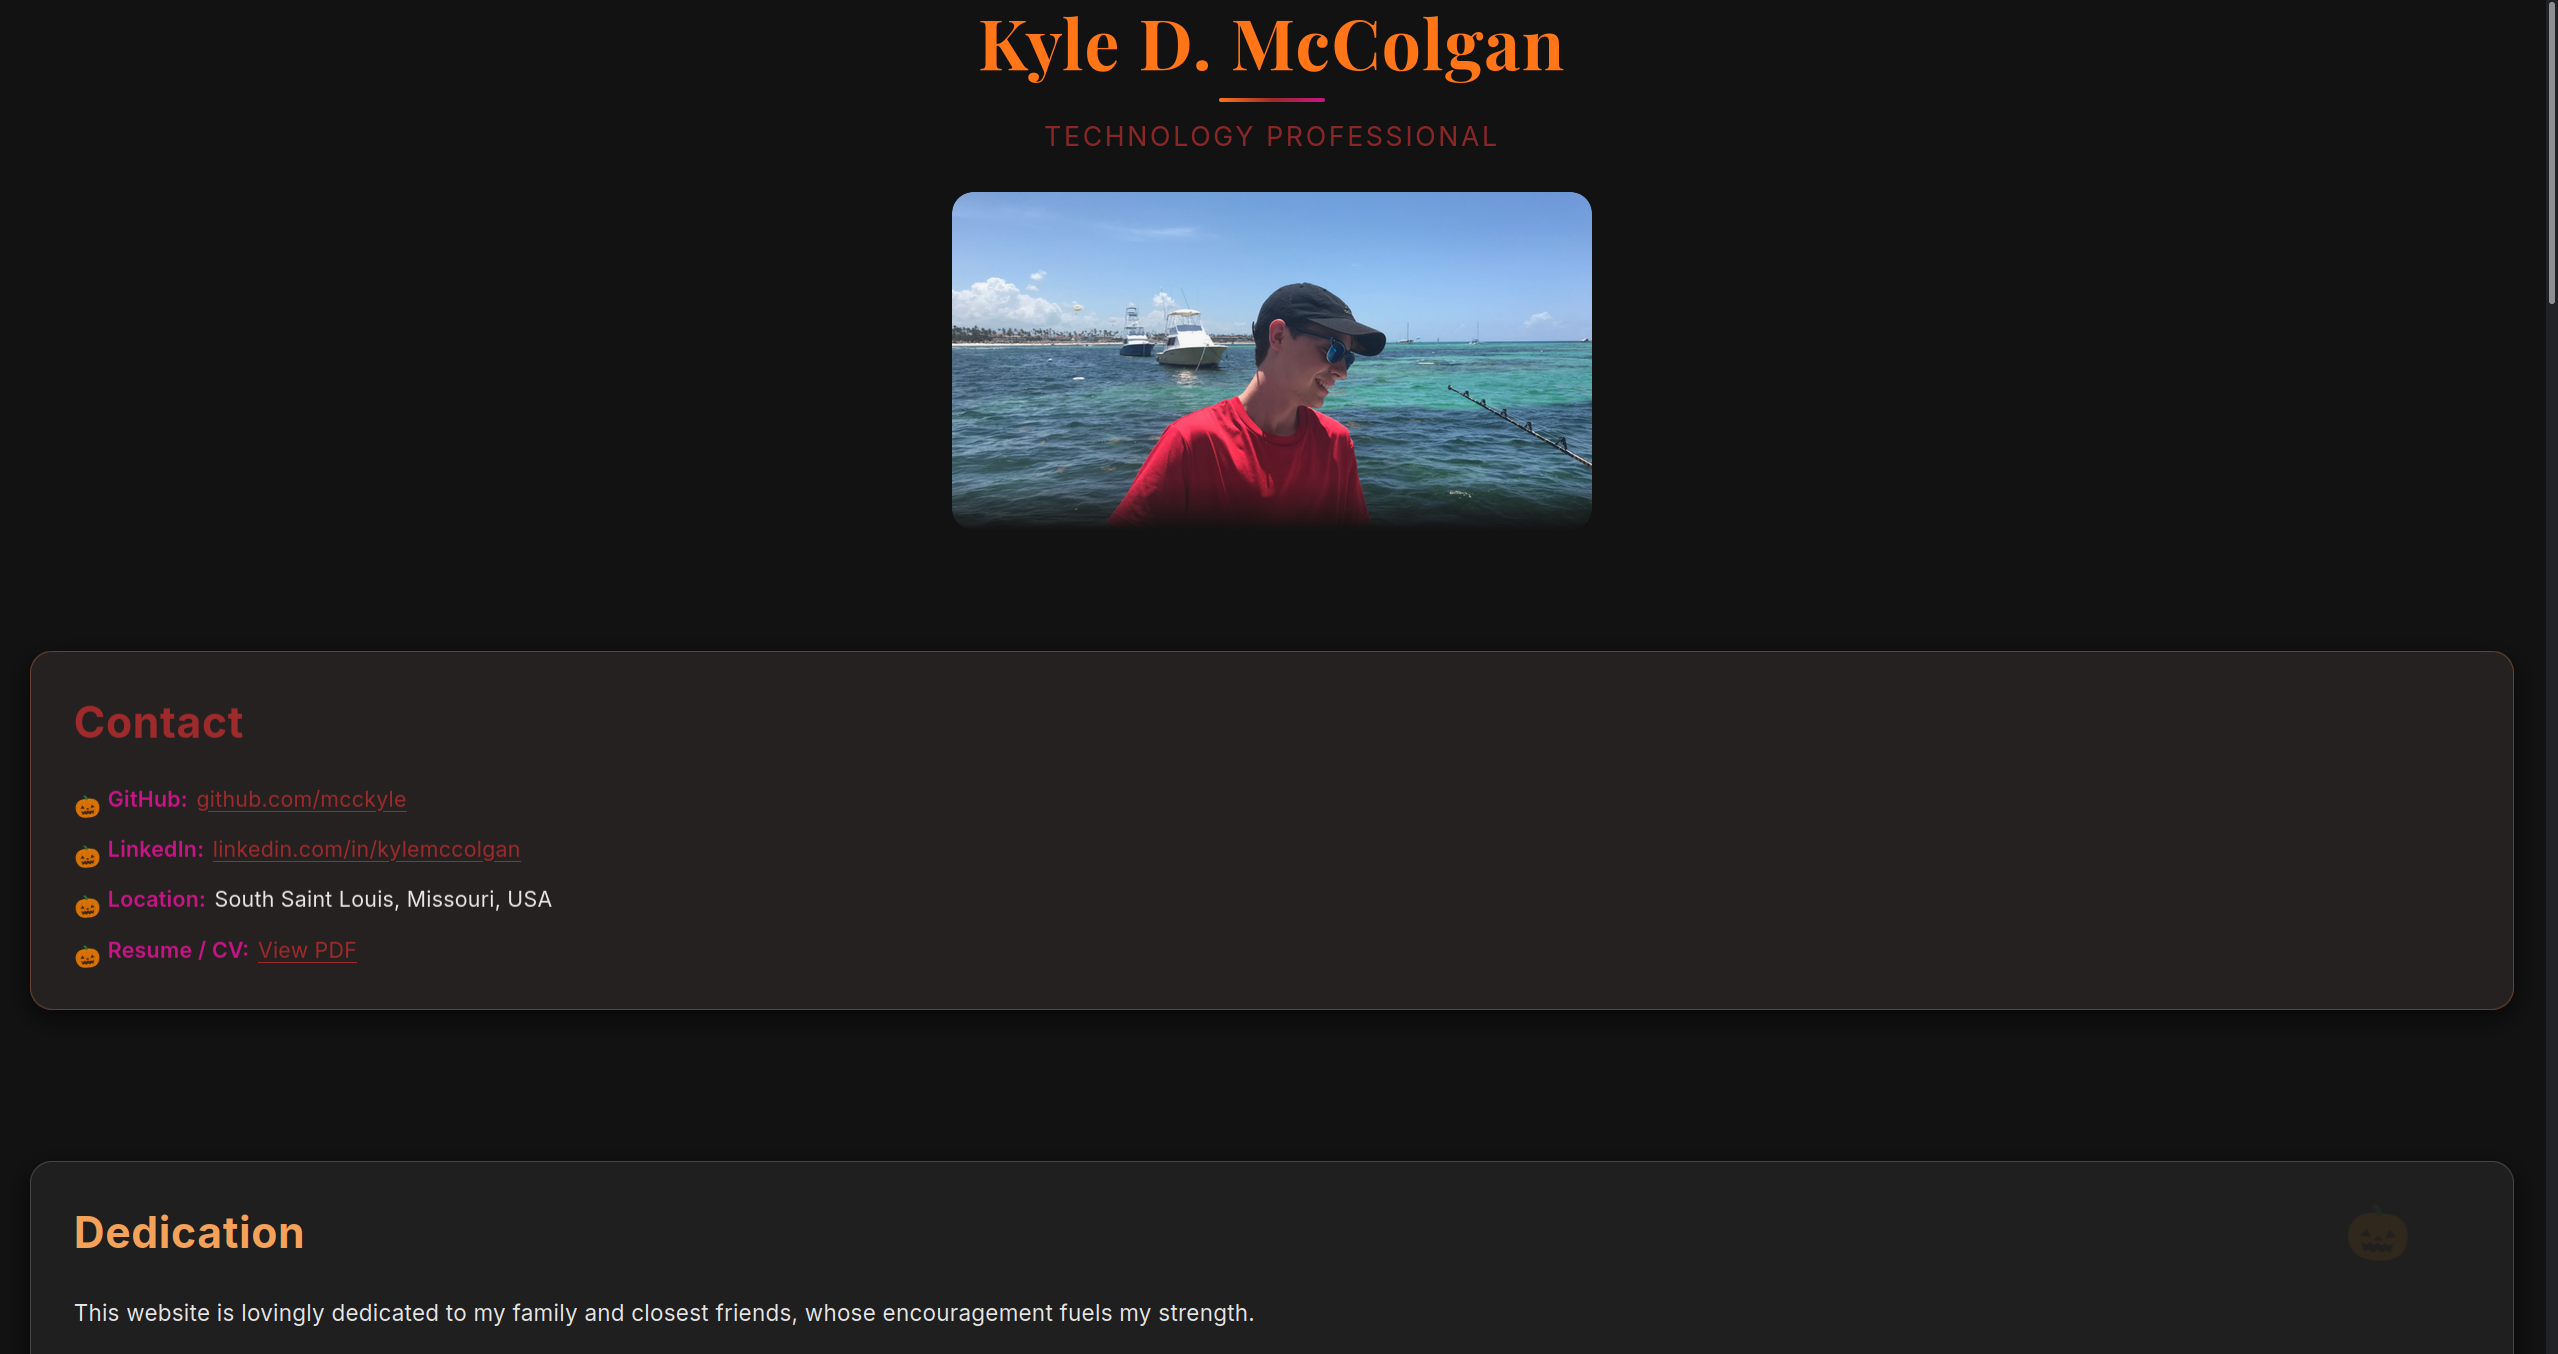 Kyle D. McColgan
TECHNOLOGY PROFESSIONAL
Contact
GitHub: github.com/mcckyle
LinkedIn: linkedin.com/in/kylemccolgan
Location: South Saint Louis, Missouri, USA
Resume / CV: View PDF
Dedication
This website is lovingly dedicated to my family and closest friends, whose encouragement fuels my strength.